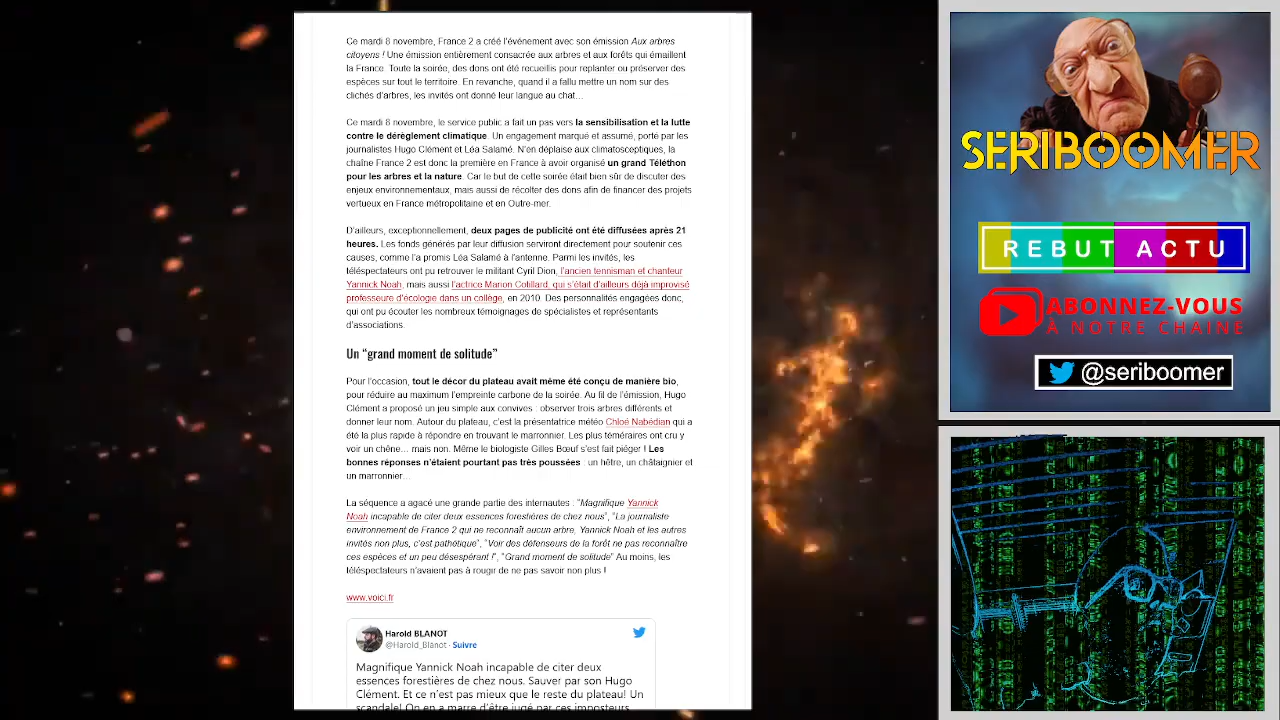 Ce mardi 8 novembre, France 2 a créé l'événement avec son émission Aux arbres
citoyens ! Une émission entièrement consacrée aux arbres et aux forêts qui émaillent
la France. Toute la soirée, des dons ont été recueillis pour replanter ou préserver des
espèces sur tout le territoire. En revanche, quand il a fallu mettre un nom sur des
clichés d'arbres, les invités ont donné leur langue au chat…
Ce mardi 8 novembre, le service public a fait un pas vers la sensibilisation et la lutte
contre le dérèglement climatique. Un engagement marqué et assumé, porté par les
journalistes Hugo Clément et Léa Salamé. N'en déplaise aux climatosceptiques, la
chaîne France 2 est donc la première en France à avoir organisé un grand Téléthon
pour les arbres et la nature. Car le but de cette soirée était bien sûr de discuter des
enjeux environnementaux, mais aussi de récolter des dons afin de financer des projets
vertueux en France métropolitaine et en Outre-mer.
D'ailleurs, exceptionnellement, deux pages de publicité ont été diffusées après 21
heures. Les fonds générés par leur diffusion serviront directement pour soutenir ces
causes, comme l'a promis Léa Salamé à l'antenne. Parmi les invités, les
téléspectateurs ont pu retrouver le militant Cyril Dion, l'ancien tennisman et chanteur
Yannick Noah, mais aussi l'actrice Marion Cotillard, qui s'était d'ailleurs déjà improvisé
professeure d'écologie dans un collège, en 2010. Des personnalités engagées donc,
qui ont pu écouter les nombreux témoignages de spécialistes et représentants
d'associations.
Un “grand moment de solitude”
Pour l'occasion, tout le décor du plateau avait même été conçu de manière bio,
pour réduire au maximum l'empreinte carbone de la soirée. Au fil de l'émission, Hugo
Clément a proposé un jeu simple aux convives : observer trois arbres différents et
donner leur nom. Autour du plateau, c'est la présentatrice météo Chloé Nabédian qui a
été la plus rapide à répondre en trouvant le marronnier. Les plus téméraires ont cru y
voir un chêne… mais non. Même le biologiste Gilles Bœuf s'est fait piéger ! Les
bonnes réponses n'étaient pourtant pas très poussées : un hêtre, un châtaignier et
un marronnier…
La séquence a agacé une grande partie des internautes : "Magnifique Yannick
Noah incapable de citer deux essences forestières de chez nous", "La journaliste
environnement de France 2 qui ne reconnaît aucun arbre, Yannick Noah et les autres
invités non plus, c'est pathétique", "Voir des défenseurs de la forêt ne pas reconnaître
ces espèces et un peu désespérant !", "Grand moment de solitude" Au moins, les
téléspectateurs n'avaient pas à rougir de ne pas savoir non plus !
www.voici.fr
Harold BLANOT
@Harold_Blanot · Suivre
Magnifique Yannick Noah incapable de citer deux
essences forestières de chez nous. Sauver par son Hugo
Clément. Et ce n'est pas mieux que le reste du plateau! Un
scandale! On en a marre d'être jugé par ces imposteurs
SERIBOOMER
REBUT ACTU
ABONNEZ-VOUS
À NOTRE CHAINE
@seriboomer